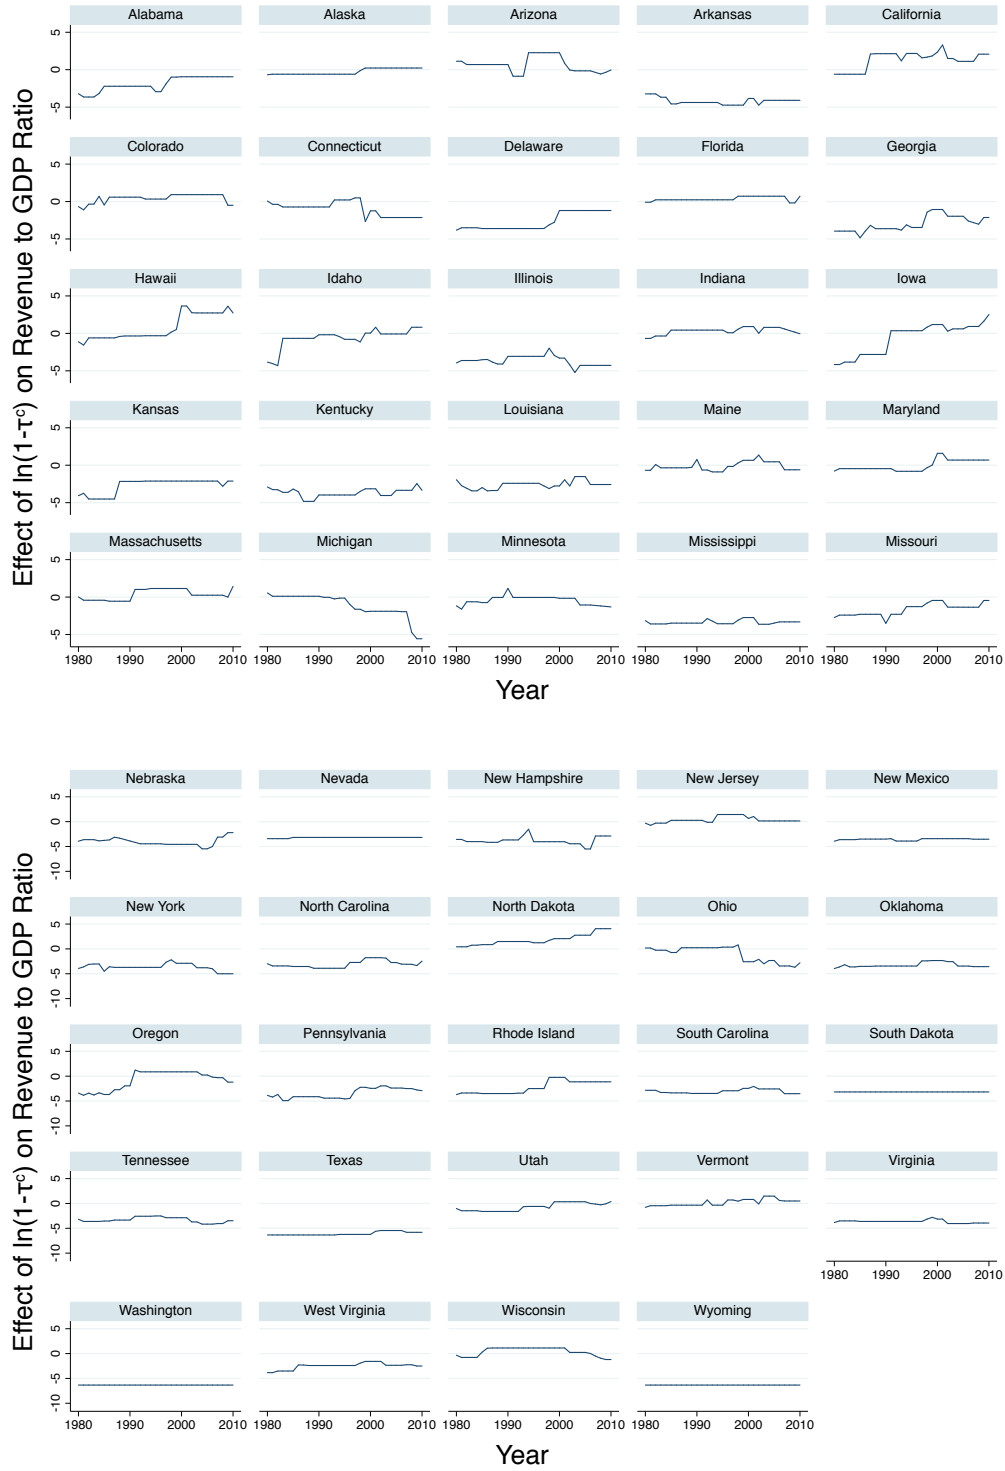 Effect of ln(1-τᶜ) on Revenue to GDP Ratio
Alabama Alaska Arizona Arkansas California
5
0
-5
Colorado Connecticut Delaware Florida Georgia
5
0
-5
Hawaii Idaho Illinois Indiana Iowa
5
0
-5
Kansas Kentucky Louisiana Maine Maryland
5
0
-5
Massachusetts Michigan Minnesota Mississippi Missouri
5
0
-5
1980 1990 2000 2010 1980 1990 2000 2010 1980 1990 2000 2010 1980 1990 2000 2010 1980 1990 2000 2010
Year
Effect of ln(1-τᶜ) on Revenue to GDP Ratio
Nebraska Nevada New Hampshire New Jersey New Mexico
5
0
-5
-10
New York North Carolina North Dakota Ohio Oklahoma
5
0
-5
-10
Oregon Pennsylvania Rhode Island South Carolina South Dakota
5
0
-5
-10
Tennessee Texas Utah Vermont Virginia
5
0
-5
-10
1980 1990 2000 2010
Washington West Virginia Wisconsin Wyoming
5
0
-5
-10
1980 1990 2000 2010 1980 1990 2000 2010 1980 1990 2000 2010 1980 1990 2000 2010
Year